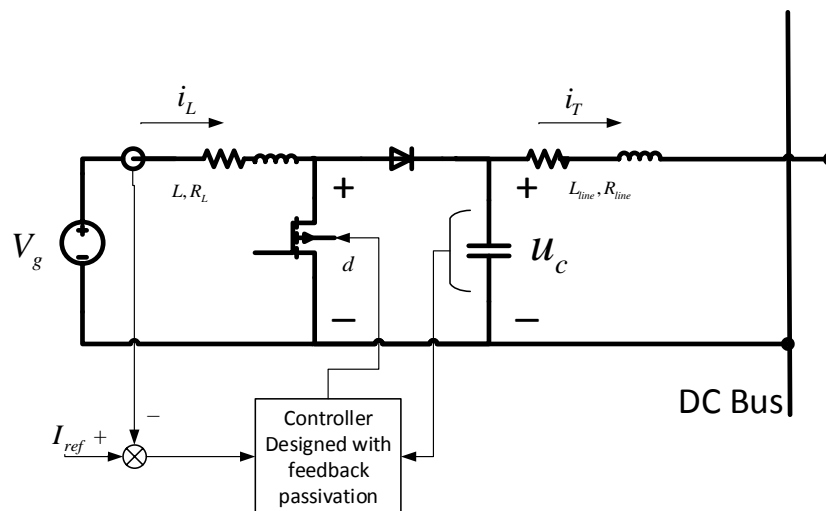 i_L
i_T
L, R_L
+
+
L_line, R_line
V_g
+
−
d
u_c
−
−
DC Bus
−
I_ref +
Controller
Designed with
feedback
passivation